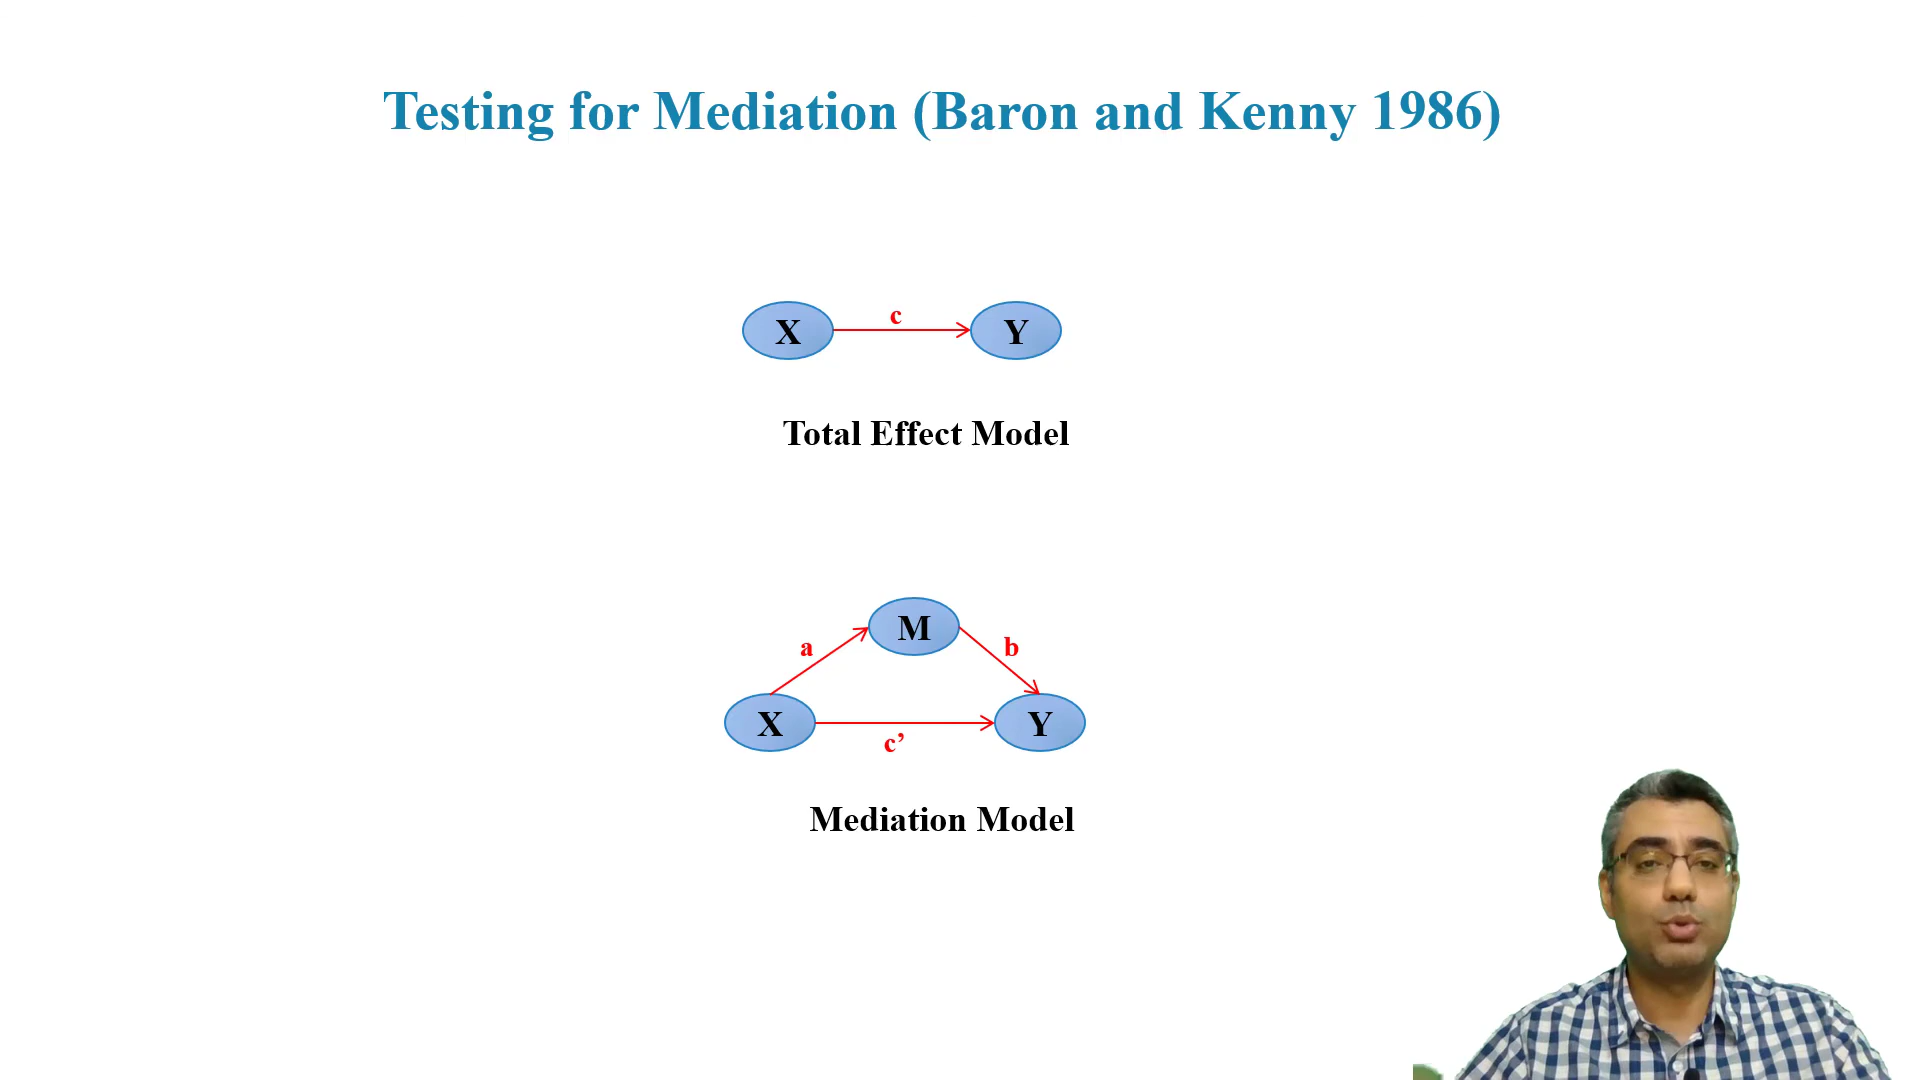 Testing for Mediation (Baron and Kenny 1986)
c
X
Y
Total Effect Model
M
a
b
X
Y
c’
Mediation Model